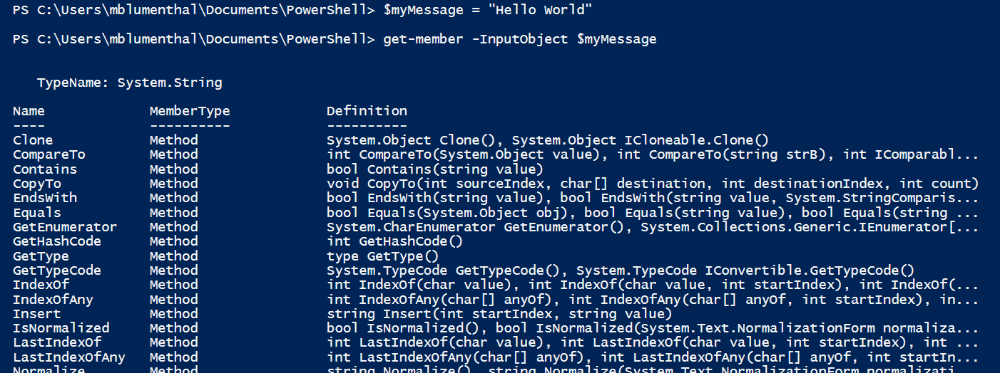 PS C:\Users\mblumenthal\Documents\PowerShell> $myMessage = "Hello World"
PS C:\Users\mblumenthal\Documents\PowerShell> get-member -InputObject $myMessage
TypeName: System.String
Name MemberType Definition
---- ---------- ----------
Clone Method System.Object Clone(), System.Object ICloneable.Clone()
CompareTo Method int CompareTo(System.Object value), int CompareTo(string strB), int IComparabl...
Contains Method bool Contains(string value)
CopyTo Method void CopyTo(int sourceIndex, char[] destination, int destinationIndex, int count)
EndsWith Method bool EndsWith(string value), bool EndsWith(string value, System.StringComparis...
Equals Method bool Equals(System.Object obj), bool Equals(string value), bool Equals(string ...
GetEnumerator Method System.CharEnumerator GetEnumerator(), System.Collections.Generic.IEnumerator[...
GetHashCode Method int GetHashCode()
GetType Method type GetType()
GetTypeCode Method System.TypeCode GetTypeCode(), System.TypeCode IConvertible.GetTypeCode()
IndexOf Method int IndexOf(char value), int IndexOf(char value, int startIndex), int IndexOf(...
IndexOfAny Method int IndexOfAny(char[] anyOf), int IndexOfAny(char[] anyOf, int startIndex), in...
Insert Method string Insert(int startIndex, string value)
IsNormalized Method bool IsNormalized(), bool IsNormalized(System.Text.NormalizationForm normaliza...
LastIndexOf Method int LastIndexOf(char value), int LastIndexOf(char value, int startIndex), int ...
LastIndexOfAny Method int LastIndexOfAny(char[] anyOf), int LastIndexOfAny(char[] anyOf, int startIn...
Normalize Method string Normalize(), string Normalize(System.Text.NormalizationForm normalizati...